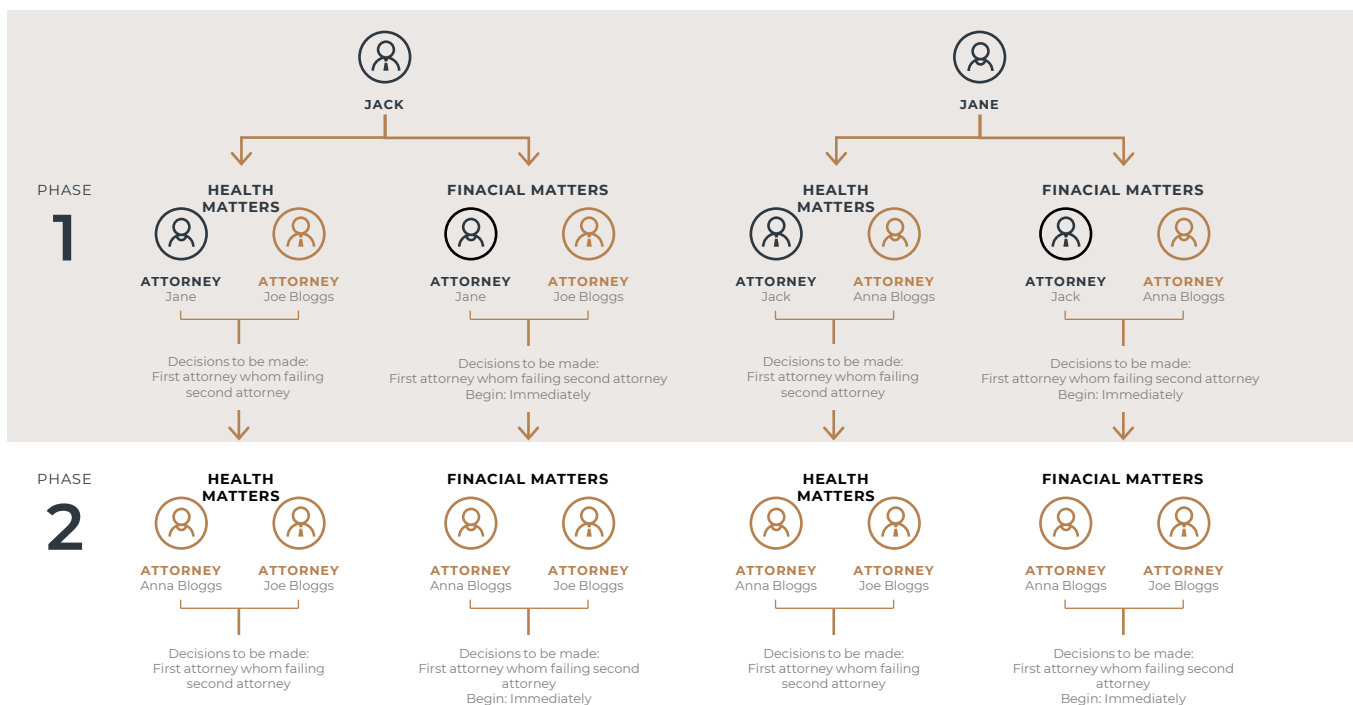 JACK
JANE
PHASE
1
HEALTH
MATTERS
FINACIAL MATTERS
HEALTH
MATTERS
FINACIAL MATTERS
ATTORNEY
Jane
ATTORNEY
Joe Bloggs
ATTORNEY
Jane
ATTORNEY
Joe Bloggs
ATTORNEY
Jack
ATTORNEY
Anna Bloggs
ATTORNEY
Jack
ATTORNEY
Anna Bloggs
Decisions to be made:
First attorney whom failing
second attorney
Decisions to be made:
First attorney whom failing second attorney
Begin: Immediately
Decisions to be made:
First attorney whom failing
second attorney
Decisions to be made:
First attorney whom failing second attorney
Begin: Immediately
PHASE
2
HEALTH
MATTERS
FINACIAL MATTERS
HEALTH
MATTERS
FINACIAL MATTERS
ATTORNEY
Anna Bloggs
ATTORNEY
Joe Bloggs
ATTORNEY
Anna Bloggs
ATTORNEY
Joe Bloggs
ATTORNEY
Anna Bloggs
ATTORNEY
Joe Bloggs
ATTORNEY
Anna Bloggs
ATTORNEY
Joe Bloggs
Decisions to be made:
First attorney whom failing
second attorney
Decisions to be made:
First attorney whom failing second
attorney
Begin: Immediately
Decisions to be made:
First attorney whom failing
second attorney
Decisions to be made:
First attorney whom failing second
attorney
Begin: Immediately